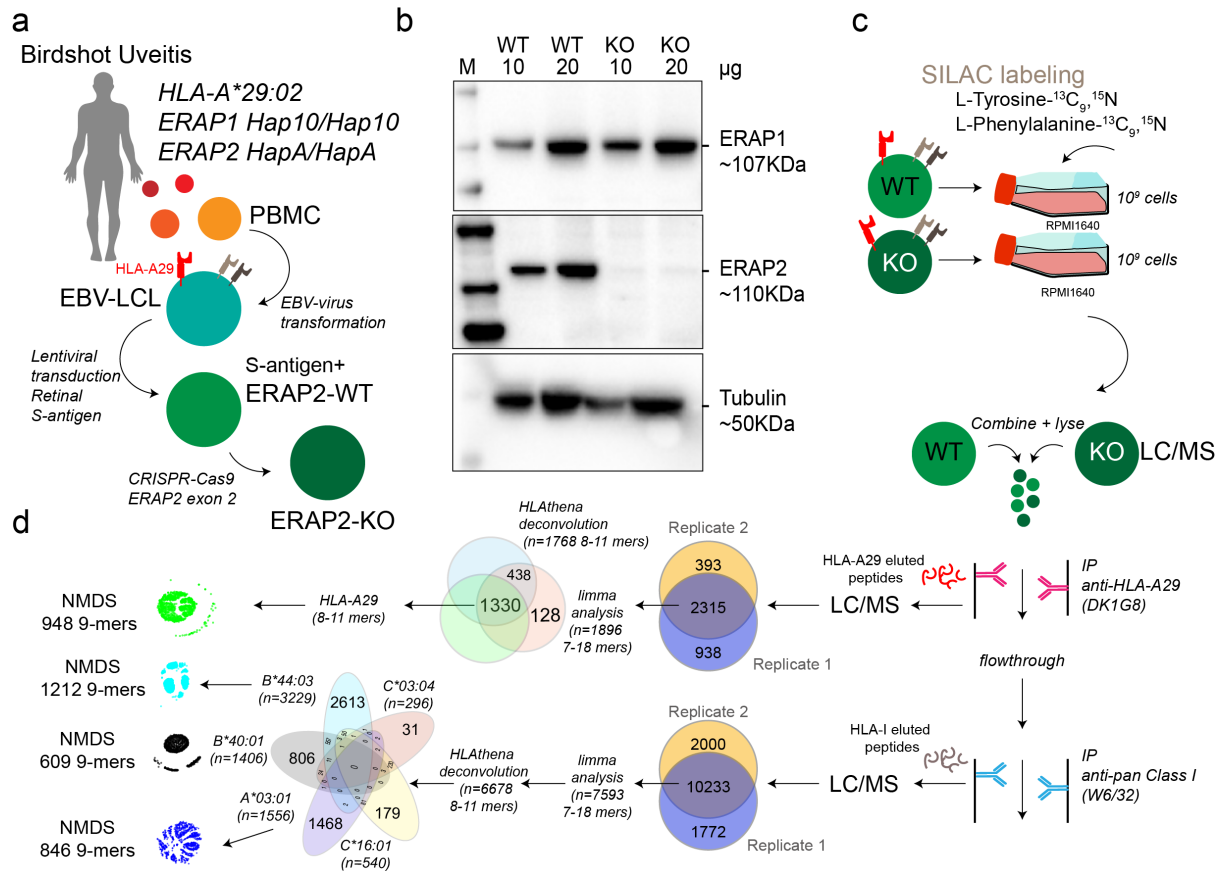 a
Birdshot Uveitis
HLA-A*29:02
ERAP1 Hap10/Hap10
ERAP2 HapA/HapA
PBMC
HLA-A29
EBV-LCL
EBV-virus
transformation
Lentiviral
transduction
Retinal
S-antigen
S-antigen+
ERAP2-WT
CRISPR-Cas9
ERAP2 exon 2
ERAP2-KO
b
WT WT KO KO
M 10 20 10 20 µg
ERAP1
~107KDa
ERAP2
~110KDa
Tubulin
~50KDa
c
SILAC labeling
L-Tyrosine-¹³C₉,¹⁵N
L-Phenylalanine-¹³C₉,¹⁵N
WT
10⁹ cells
RPMI1640
KO
10⁹ cells
RPMI1640
Combine + lyse
WT
KO
LC/MS
d
NMDS
948 9-mers
HLA-A29
(8-11 mers)
HLAthena
deconvolution
(n=1768 8-11 mers)
438
1330
128
limma
analysis
(n=1896
7-18 mers)
Replicate 2
393
2315
938
Replicate 1
LC/MS
HLA-A29 eluted
peptides
IP
anti-HLA-A29
(DK1G8)
flowthrough
NMDS
1212 9-mers
B*44:03
(n=3229)
NMDS
609 9-mers
B*40:01
(n=1406)
NMDS
846 9-mers
A*03:01
(n=1556)
2613
C*03:04
(n=296)
31
806
0
179
1468
C*16:01
(n=540)
HLAthena
deconvolution
(n=6678
8-11 mers)
limma
analysis
(n=7593
7-18 mers)
Replicate 2
2000
10233
1772
Replicate 1
LC/MS
HLA-I eluted
peptides
IP
anti-pan Class I
(W6/32)